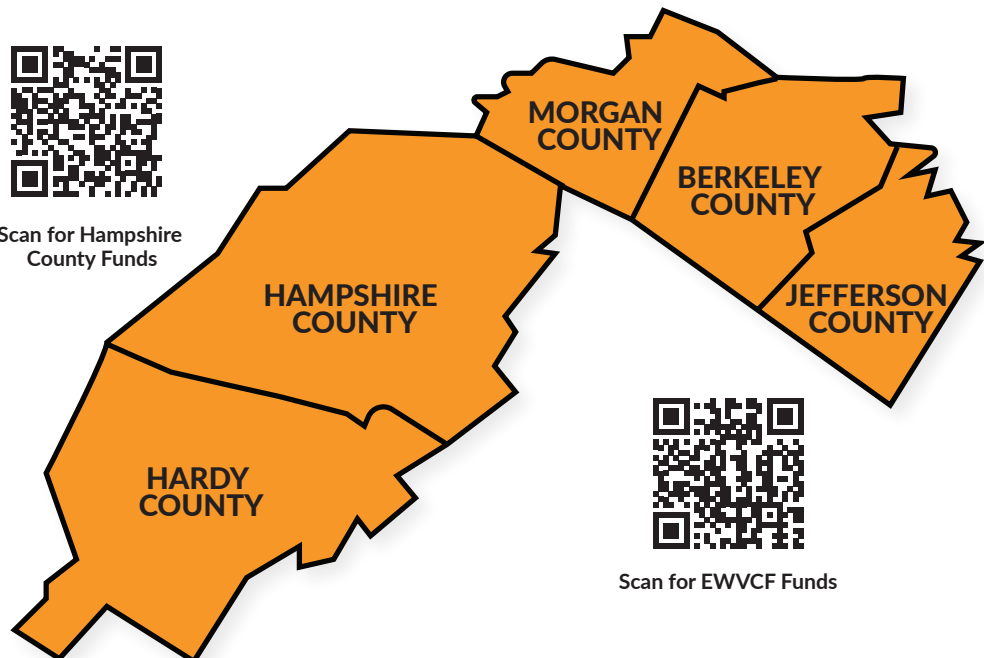 MORGAN
COUNTY
BERKELEY
COUNTY
Scan for Hampshire
County Funds
HAMPSHIRE
COUNTY
JEFFERSON
COUNTY
HARDY
COUNTY
Scan for EWVCF Funds